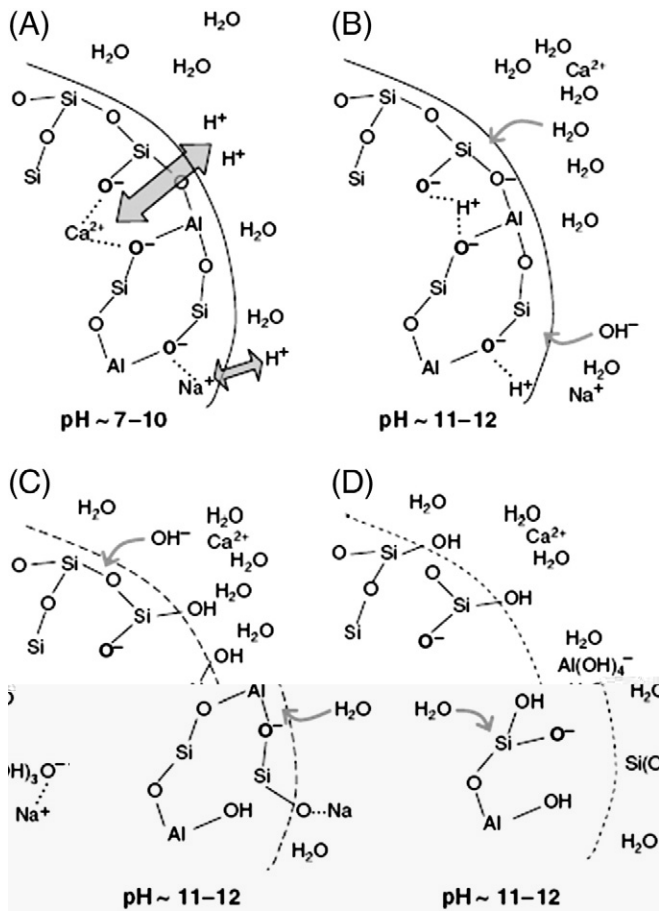 (A)
H₂O
H₂O
H₂O
O Si O
H⁺
O Si H⁺
Si O⁻ O
Ca²⁺ O⁻ Al H₂O
O
Si Si
O O⁻ H₂O
Al Na⁺ H⁺
pH ~ 7–10
(B)
H₂O
H₂O Ca²⁺
H₂O
O Si O
H₂O
O Si H₂O
Si O⁻ O⁻
H⁺
O⁻ Al H₂O
O
Si Si
O O⁻ OH⁻
Al H⁺ H₂O
Na⁺
pH ~ 11–12
(C)
H₂O
H₂O
OH⁻ Ca²⁺
O Si O H₂O
O Si OH H₂O
Si O⁻ H₂O
OH
O Al H₂O
Si O⁻
O Si
Al OH O Na
H₂O
H)₃O⁻
Na⁺
pH ~ 11–12
(D)
H₂O
H₂O
OH Ca²⁺
O Si O H₂O
O Si OH
Si O⁻ H₂O
Al(OH)₄⁻
H₂O OH H₂O
Si O⁻
O OH Si(O
Al H₂O
pH ~ 11–12